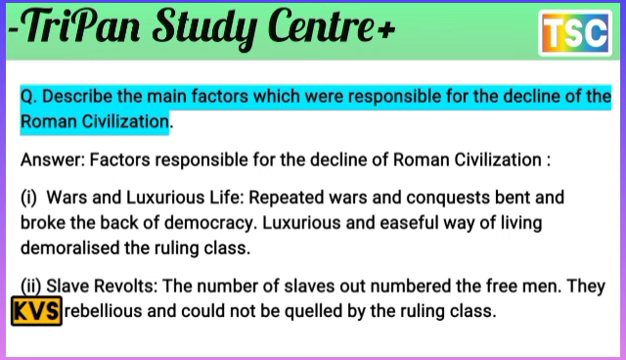 -TriPan Study Centre+
TSC
Q. Describe the main factors which were responsible for the decline of the
Roman Civilization.
Answer: Factors responsible for the decline of Roman Civilization :
(i) Wars and Luxurious Life: Repeated wars and conquests bent and
broke the back of democracy. Luxurious and easeful way of living
demoralised the ruling class.
(ii) Slave Revolts: The number of slaves out numbered the free men. They
KVS rebellious and could not be quelled by the ruling class.